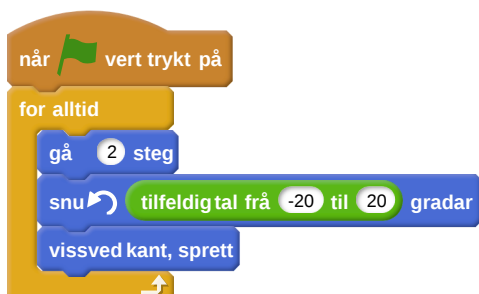 når vert trykt på
for alltid
gå 2 steg
snu tilfeldig tal frå -20 til 20 gradar
vissved kant, sprett